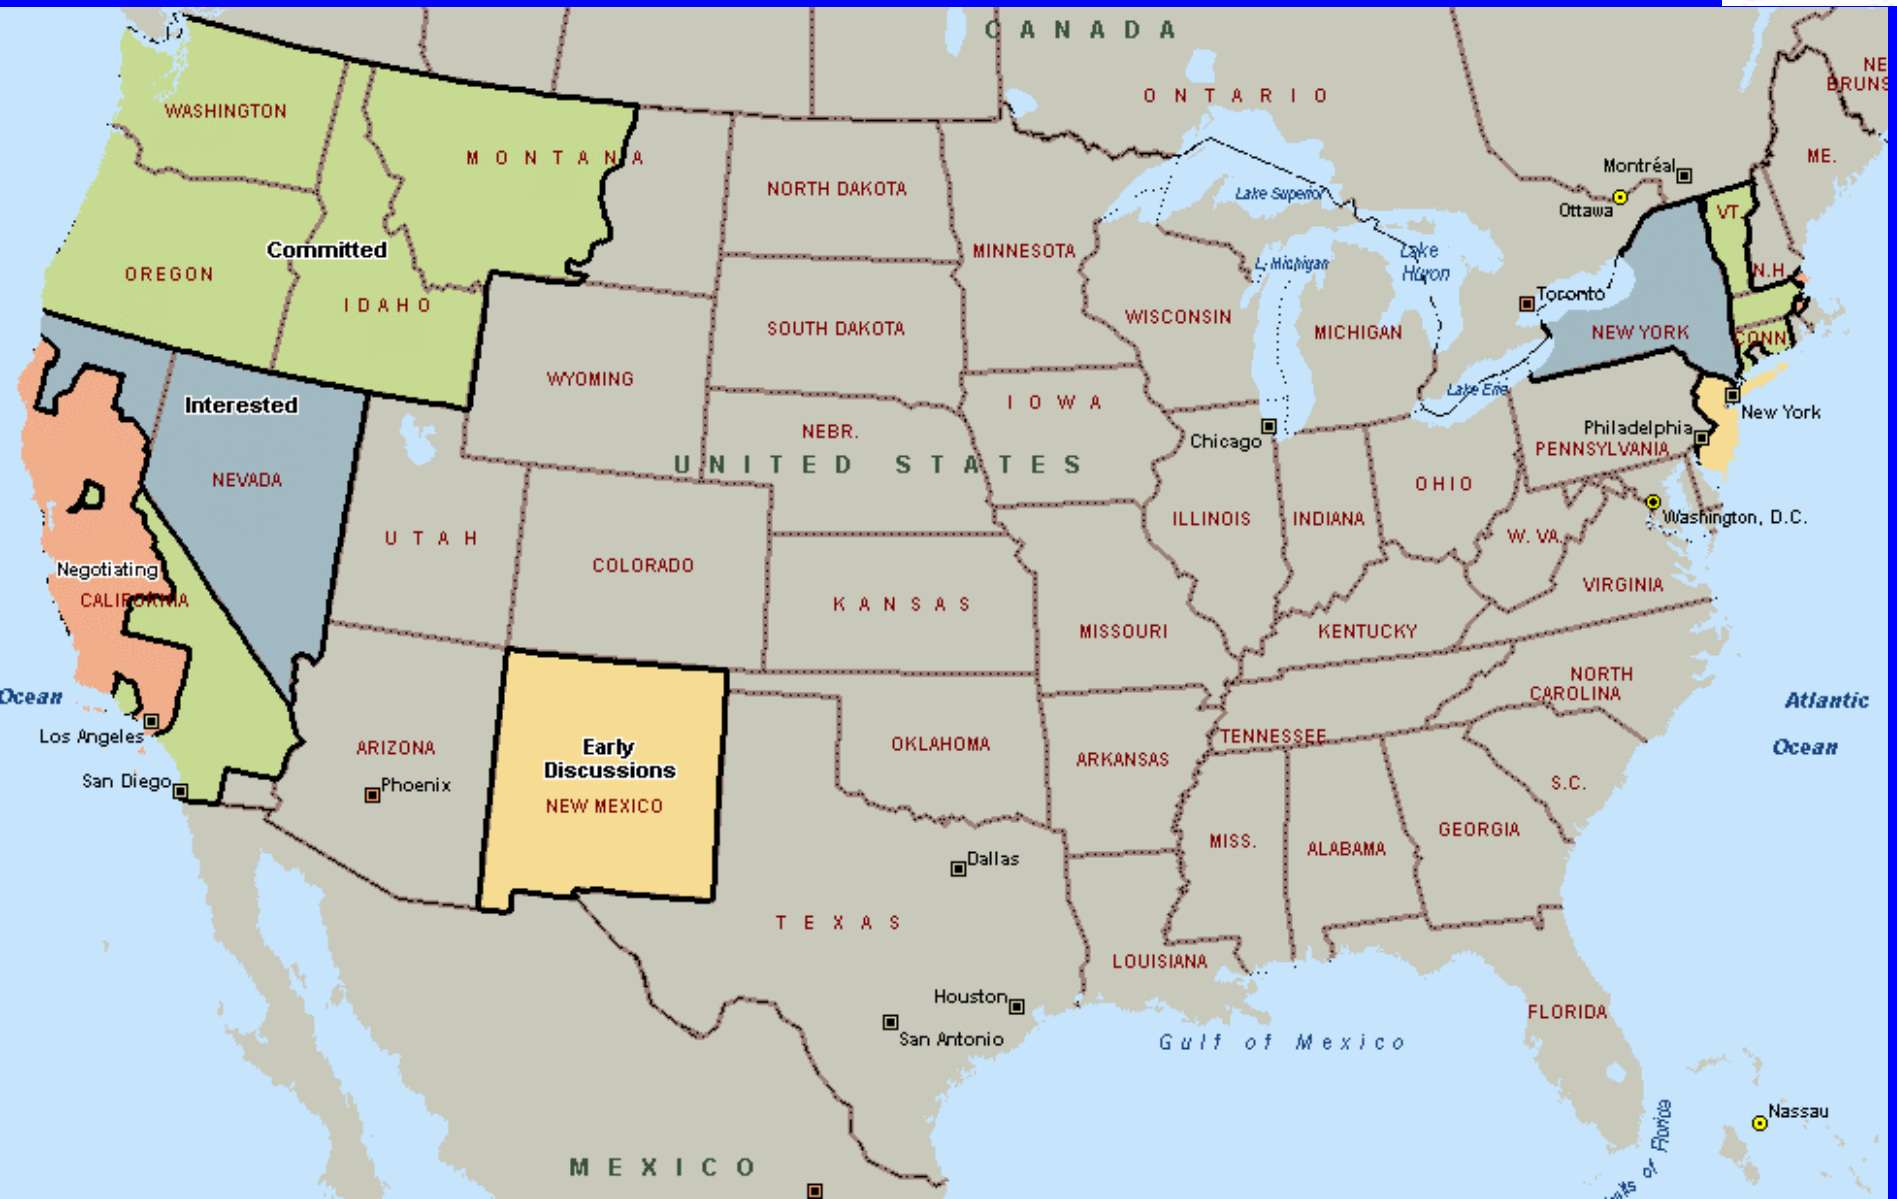 CANADA
NE
BRUNS
ONTARIO
WASHINGTON
MONTANA
ME.
Montréal
NORTH DAKOTA
Lake Superior
Ottawa
VT.
Committed
MINNESOTA
Lake
Huron
L. Michigan
OREGON
N.H.
IDAHO
Toronto
SOUTH DAKOTA
WISCONSIN
MICHIGAN
NEW YORK
CONN.
WYOMING
Lake Erie
Interested
IOWA
New York
NEBR.
Chicago
Philadelphia
PENNSYLVANIA
UNITED STATES
NEVADA
OHIO
ILLINOIS
INDIANA
Washington, D.C.
UTAH
W. VA.
COLORADO
Negotiating
CALIFORNIA
VIRGINIA
KANSAS
MISSOURI
KENTUCKY
NORTH
CAROLINA
Ocean
Atlantic
Ocean
Los Angeles
TENNESSEE
ARIZONA
Early
Discussions
OKLAHOMA
ARKANSAS
San Diego
Phoenix
S.C.
NEW MEXICO
GEORGIA
MISS.
ALABAMA
Dallas
TEXAS
LOUISIANA
Houston
FLORIDA
San Antonio
Gulf of Mexico
Nassau
of Florida
MEXICO